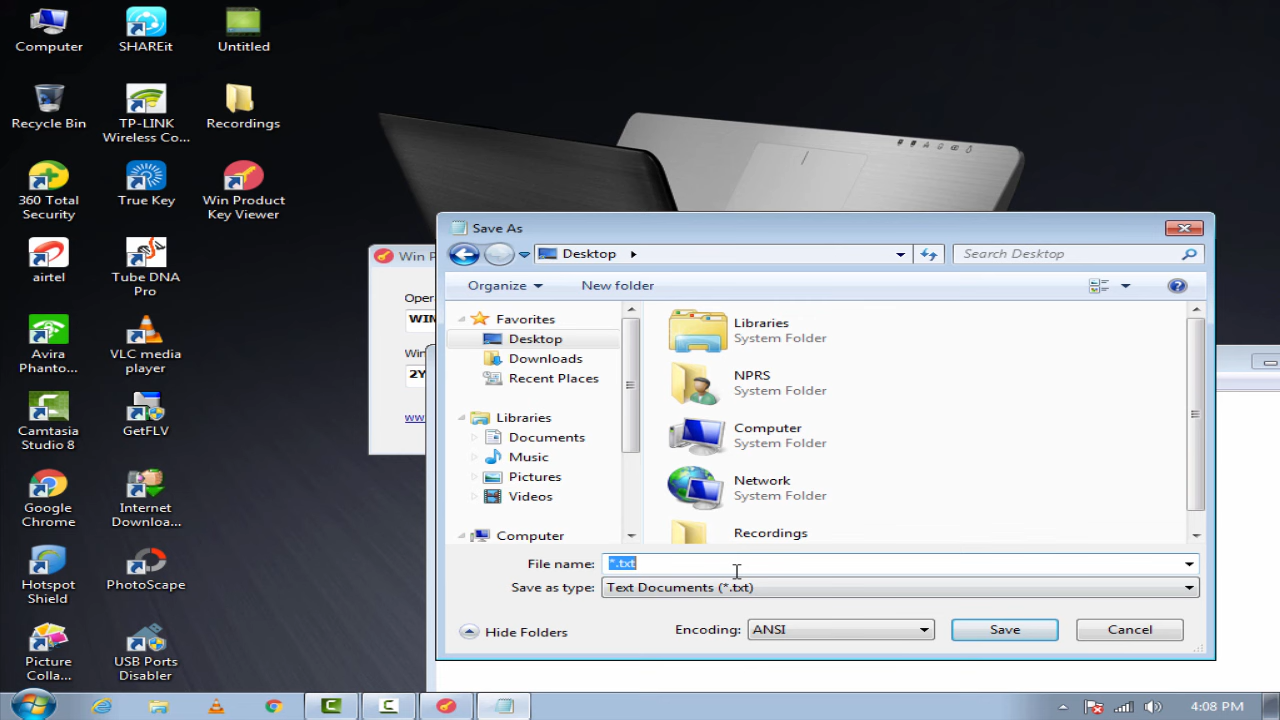 Computer
SHAREit
Untitled
Recycle Bin
TP-LINK
Wireless Co...
Recordings
360 Total
Security
True Key
Win Product
Key Viewer
airtel
Tube DNA
Pro
Avira
Phanto...
VLC media
player
Camtasia
Studio 8
GetFLV
Google
Chrome
Internet
Downloa...
Hotspot
Shield
PhotoScape
Picture
Colla...
USB Ports
Disabler
Win P
Oper
WIN
Win
2Y
www
Save As
Desktop
Search Desktop
Organize
New folder
Favorites
Desktop
Downloads
Recent Places
Libraries
Documents
Music
Pictures
Videos
Computer
Libraries
System Folder
NPRS
System Folder
Computer
System Folder
Network
System Folder
Recordings
File name: *.txt
Save as type: Text Documents (*.txt)
Hide Folders
Encoding: ANSI
Save
Cancel
4:08 PM